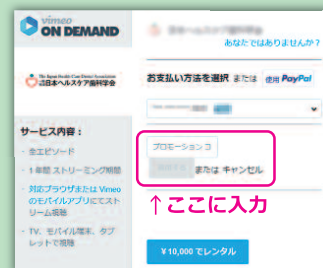 vimeo
ON DEMAND
あなたではありませんか？
The Japan Health Care Dental Association
日本ヘルスケア歯科学会
お支払い方法を選択 または 使用 PayPal
サービス内容：
全エピソード
1年間 ストリーミング期間
対応ブラウザまたは Vimeo
のモバイルアプリにてスト
リーム視聴
TV、モバイル端末、タブ
レットで視聴
プロモーションコ
または キャンセル
↑ここに入力
¥10,000 でレンタル